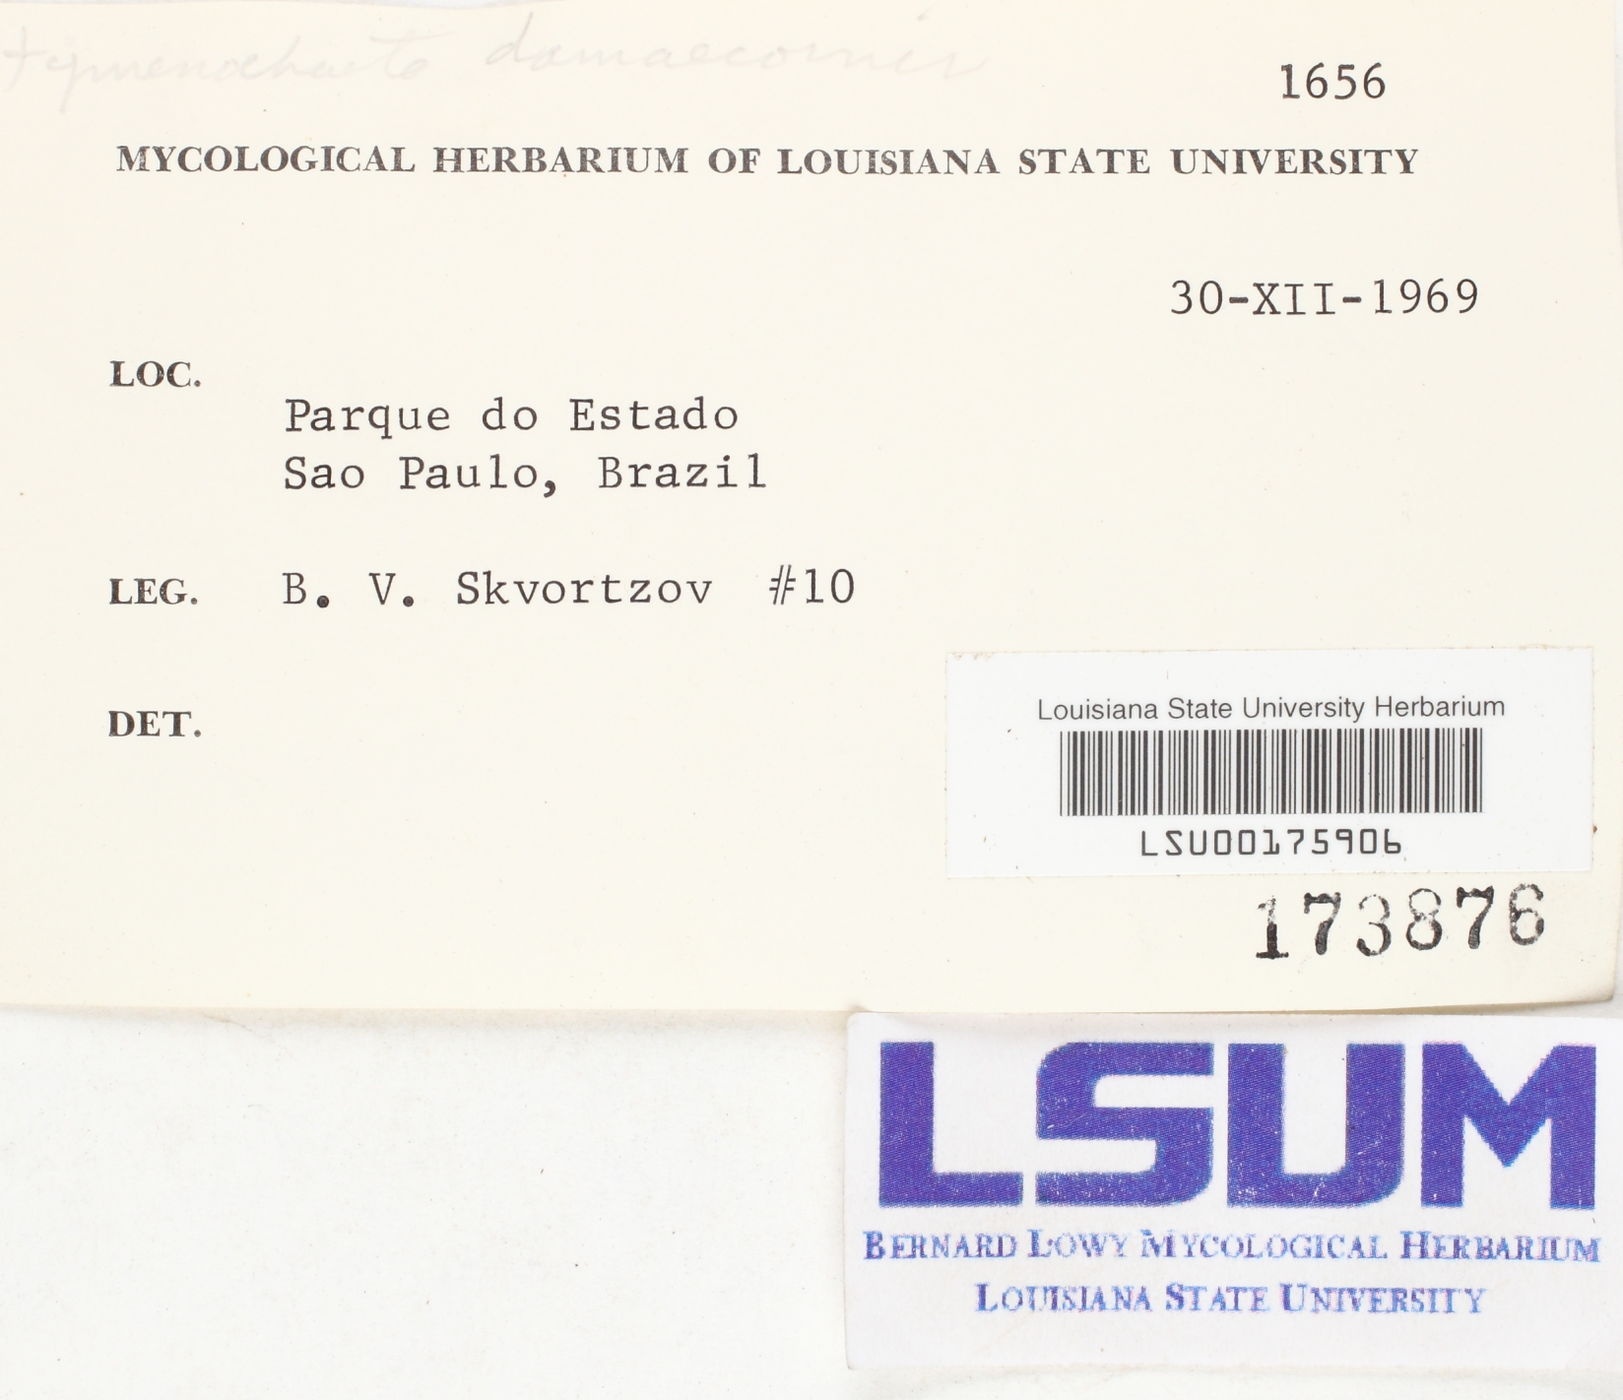 Hymenochaete damaecornis
1656
MYCOLOGICAL HERBARIUM OF LOUISIANA STATE UNIVERSITY
30-XII-1969
LOC.
Parque do Estado
Sao Paulo, Brazil
LEG. B. V. Skvortzov #10
DET.
Louisiana State University Herbarium
LSU00175906
173876
LSUM
BERNARD LOWY MYCOLOGICAL HERBARIUM
LOUISIANA STATE UNIVERSITY